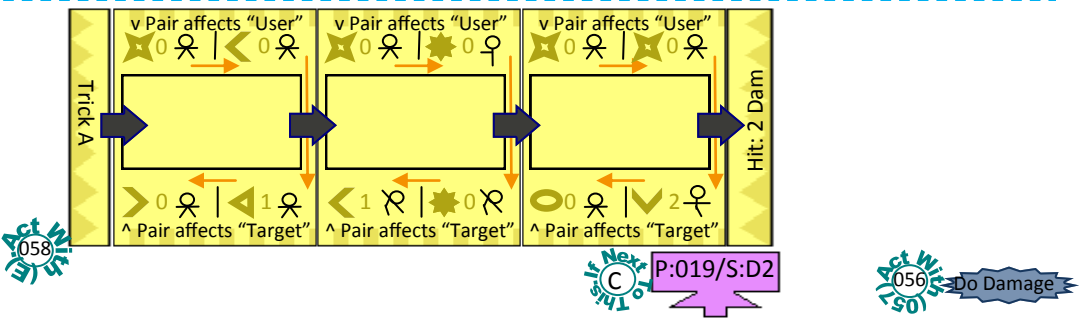 v Pair affects “User”
v Pair affects “User”
v Pair affects “User”
0 0
0 0
0 0
Trick A
Hit: 2 Dam
0 1
1 0
0 2
^ Pair affects “Target”
^ Pair affects “Target”
^ Pair affects “Target”
Act With (E)
058
If Next To This:
C
P:019/S:D2
Act With (057)
056
Do Damage